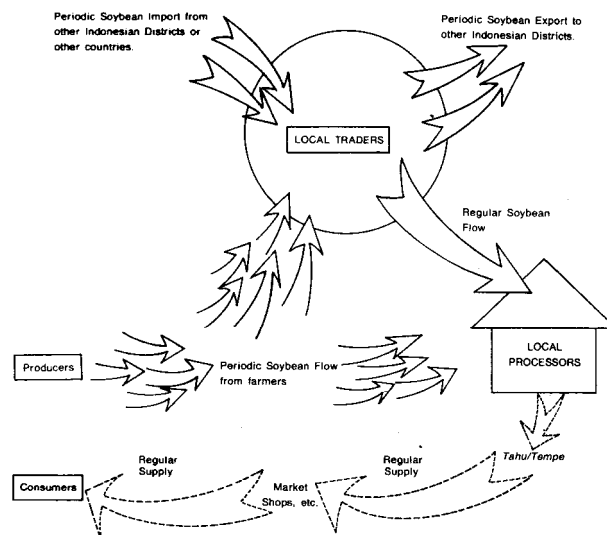 Periodic Soybean Import from
other Indonesian Districts or
other countries.
Periodic Soybean Export to
other Indonesian Districts.
LOCAL TRADERS
Regular Soybean
Flow
Producers
Periodic Soybean Flow
from farmers
LOCAL
PROCESSORS
Tahu/Tempe
Consumers
Regular
Supply
Market
Shops, etc.
Regular
Supply